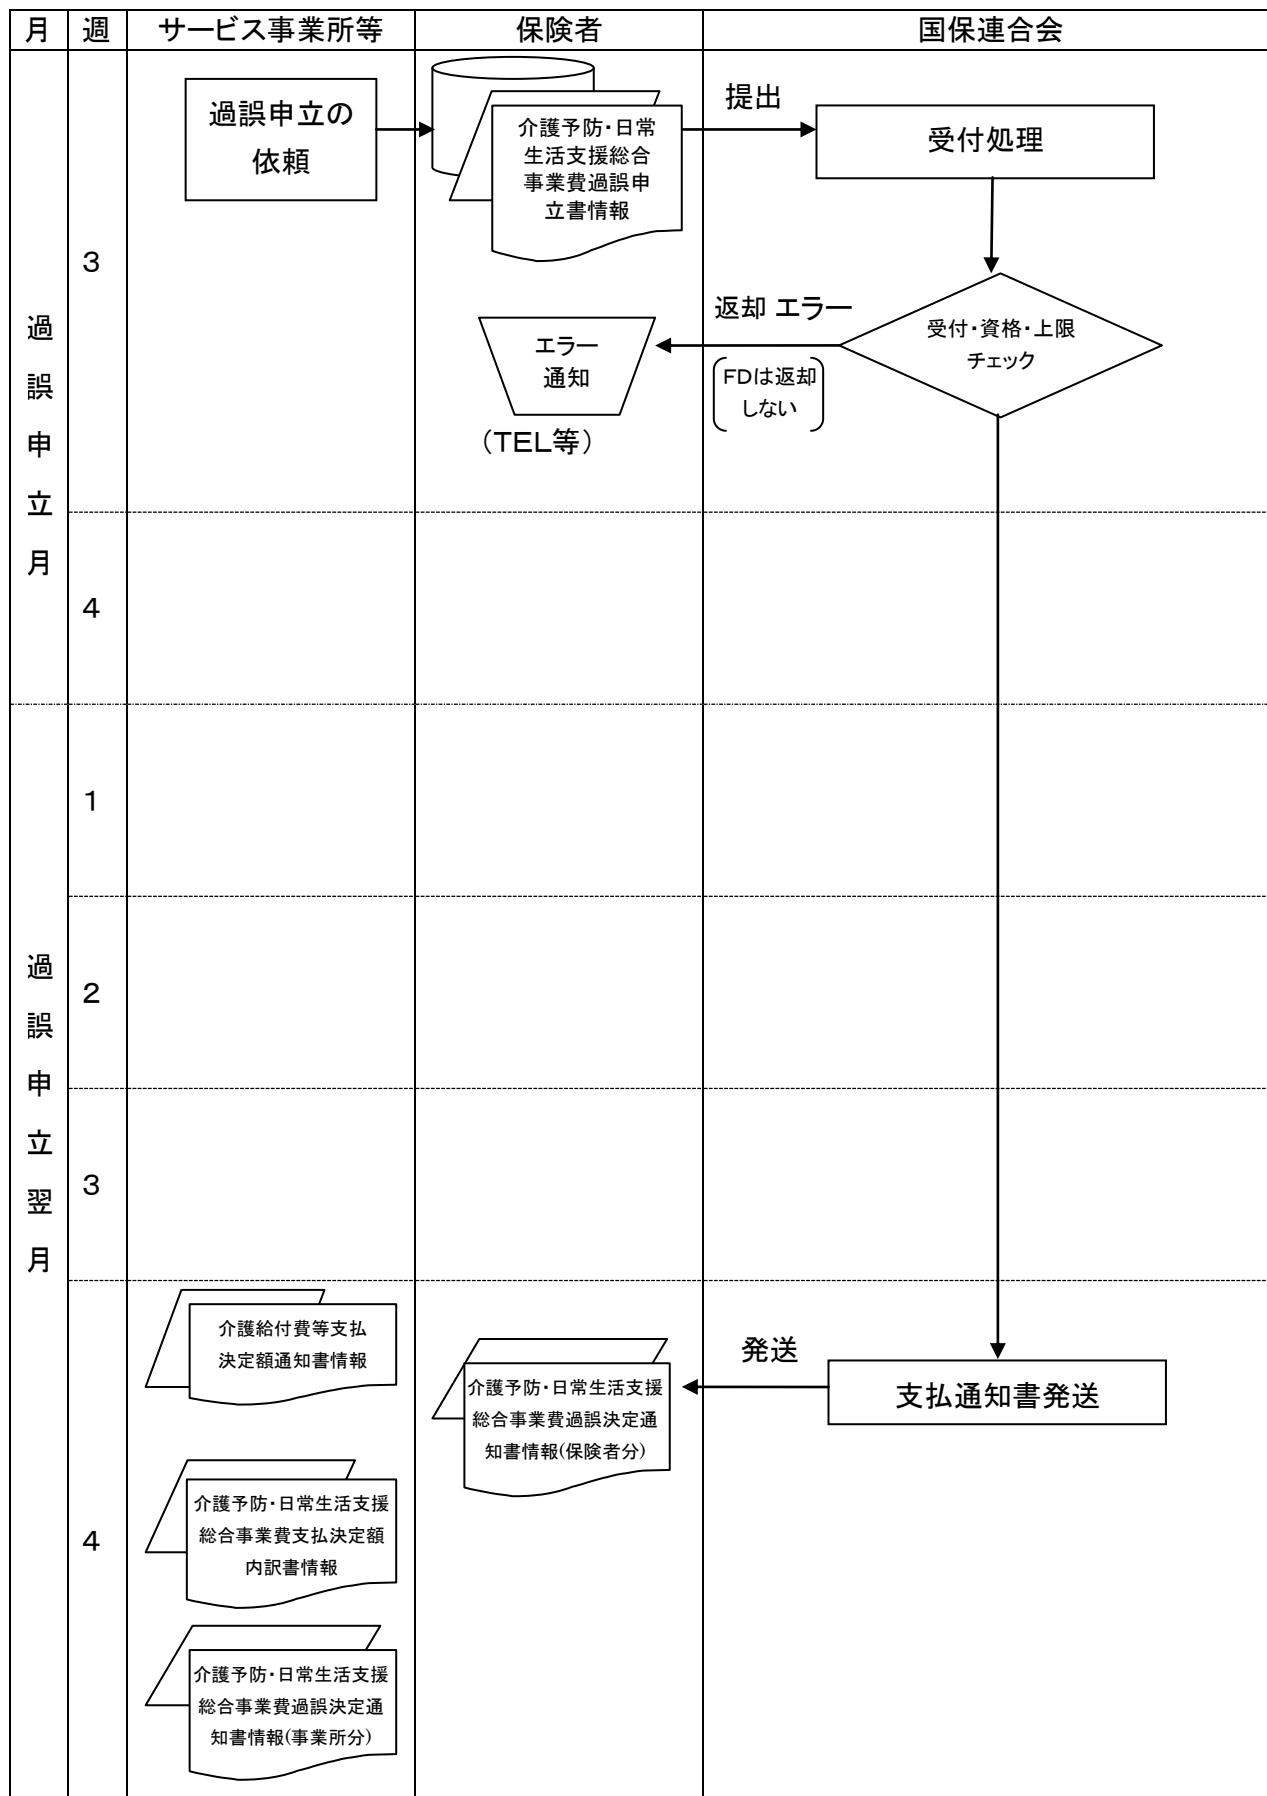 月 週 サービス事業所等 保険者 国保連合会
過誤申立月
3
過誤申立の
依頼
介護予防・日常
生活支援総合
事業費過誤申
立書情報
提出
受付処理
受付・資格・上限
チェック
返却 エラー
FDは返却
しない
エラー
通知
（TEL等）
4
過誤申立翌月
1
2
3
4
介護給付費等支払
決定額通知書情報
介護予防・日常生活支援
総合事業費支払決定額
内訳書情報
介護予防・日常生活支援
総合事業費過誤決定通
知書情報(事業所分)
介護予防・日常生活支援
総合事業費過誤決定通
知書情報(保険者分)
発送
支払通知書発送